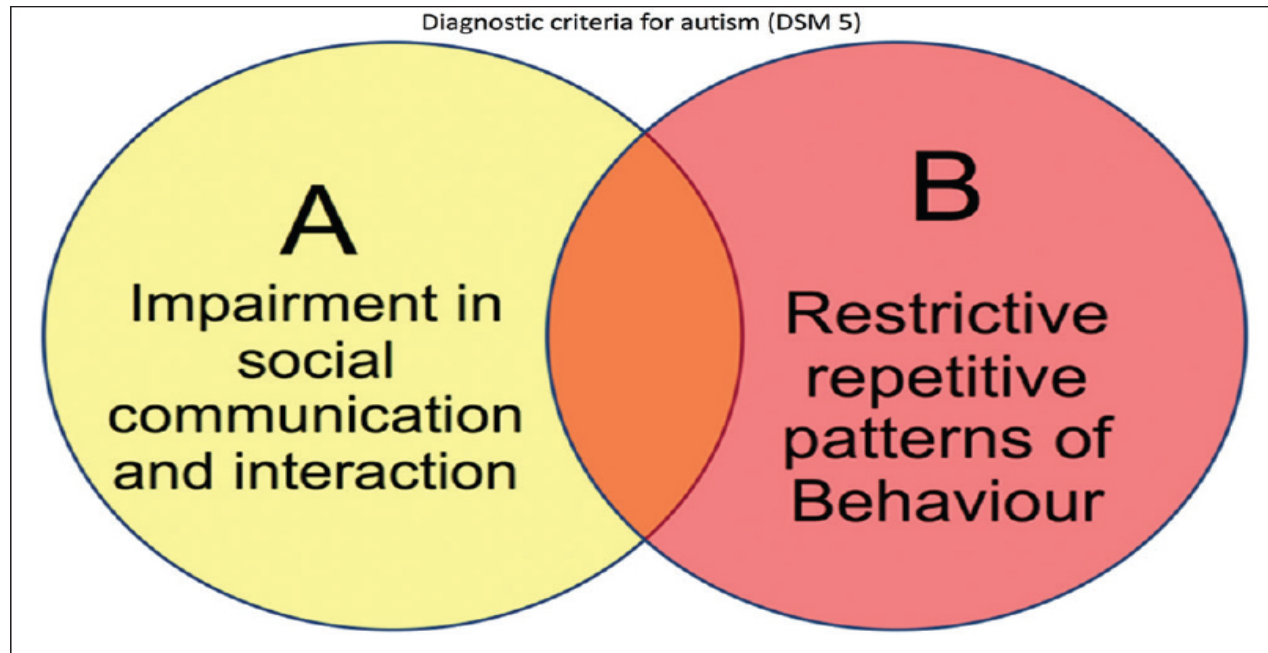 Diagnostic criteria for autism (DSM 5)
A
Impairment in
social
communication
and interaction
B
Restrictive
repetitive
patterns of
Behaviour